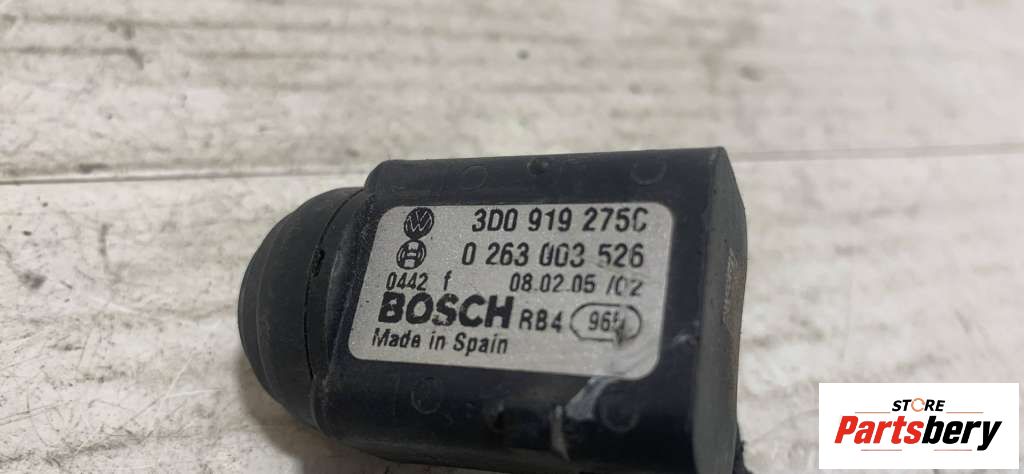 3D0 919 275C
0 263 003 526
0442 f 08.02.05 /02
BOSCH RB4
Made in Spain
STORE
Partsbery